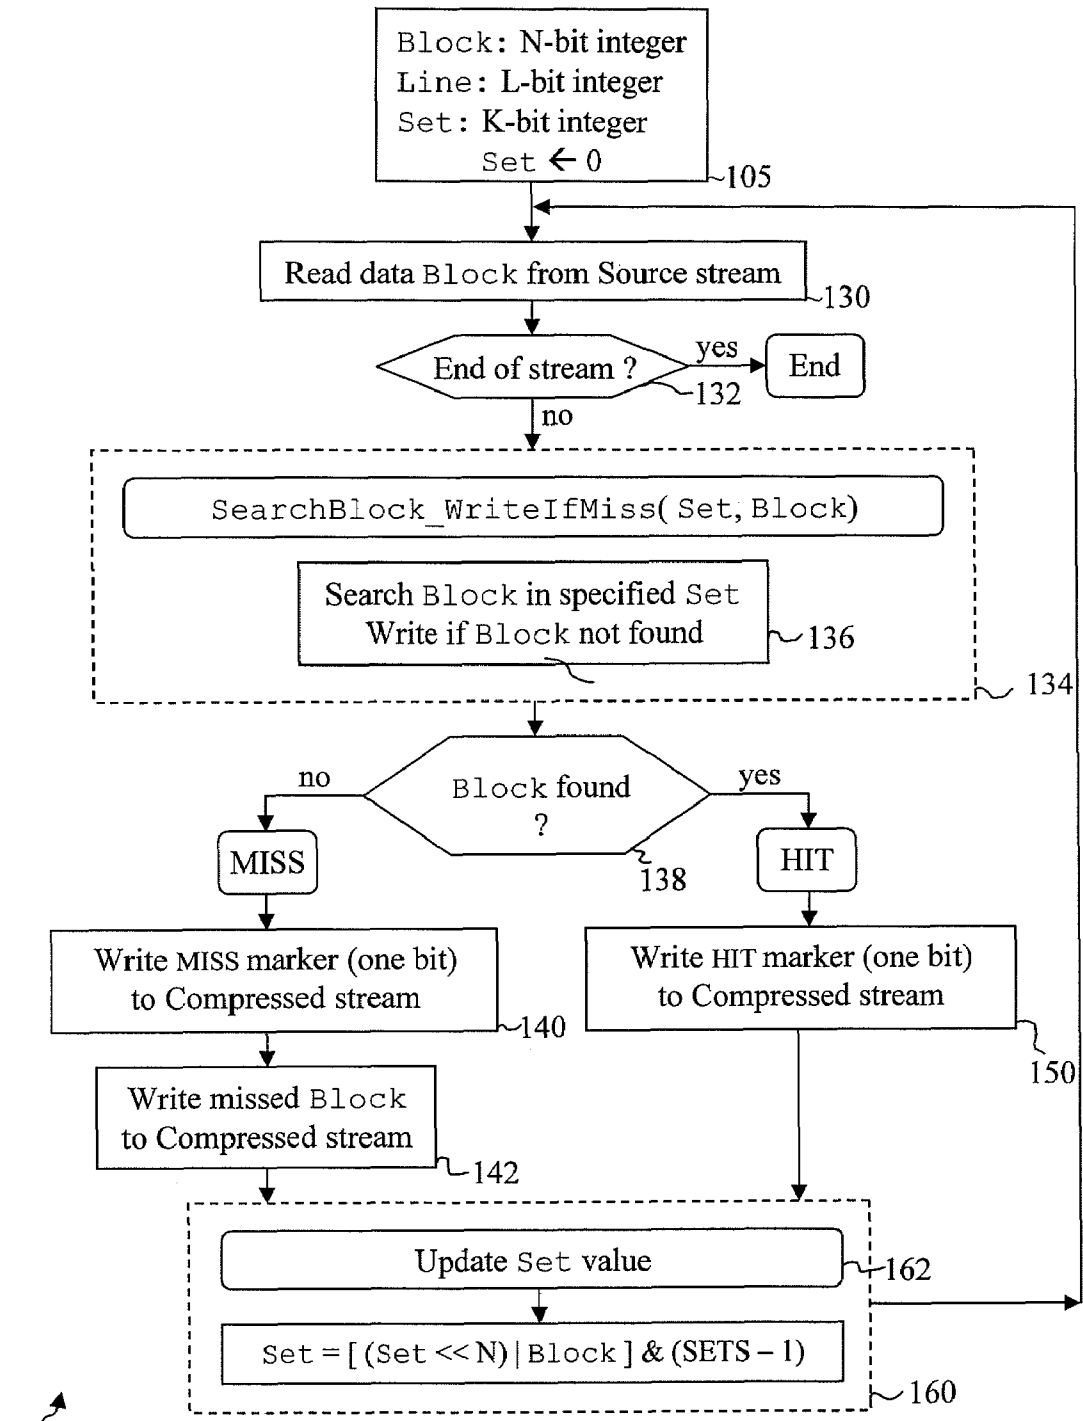 Block: N-bit integer
Line: L-bit integer
Set: K-bit integer
Set ← 0
105
Read data Block from Source stream
130
End of stream ?
yes
End
132
no
SearchBlock_WriteIfMiss( Set, Block)
Search Block in specified Set
Write if Block not found
136
134
no
Block found
?
yes
138
MISS
HIT
Write MISS marker (one bit)
to Compressed stream
140
Write HIT marker (one bit)
to Compressed stream
150
Write missed Block
to Compressed stream
142
Update Set value
162
Set = [ (Set << N) | Block ] & (SETS – 1)
160